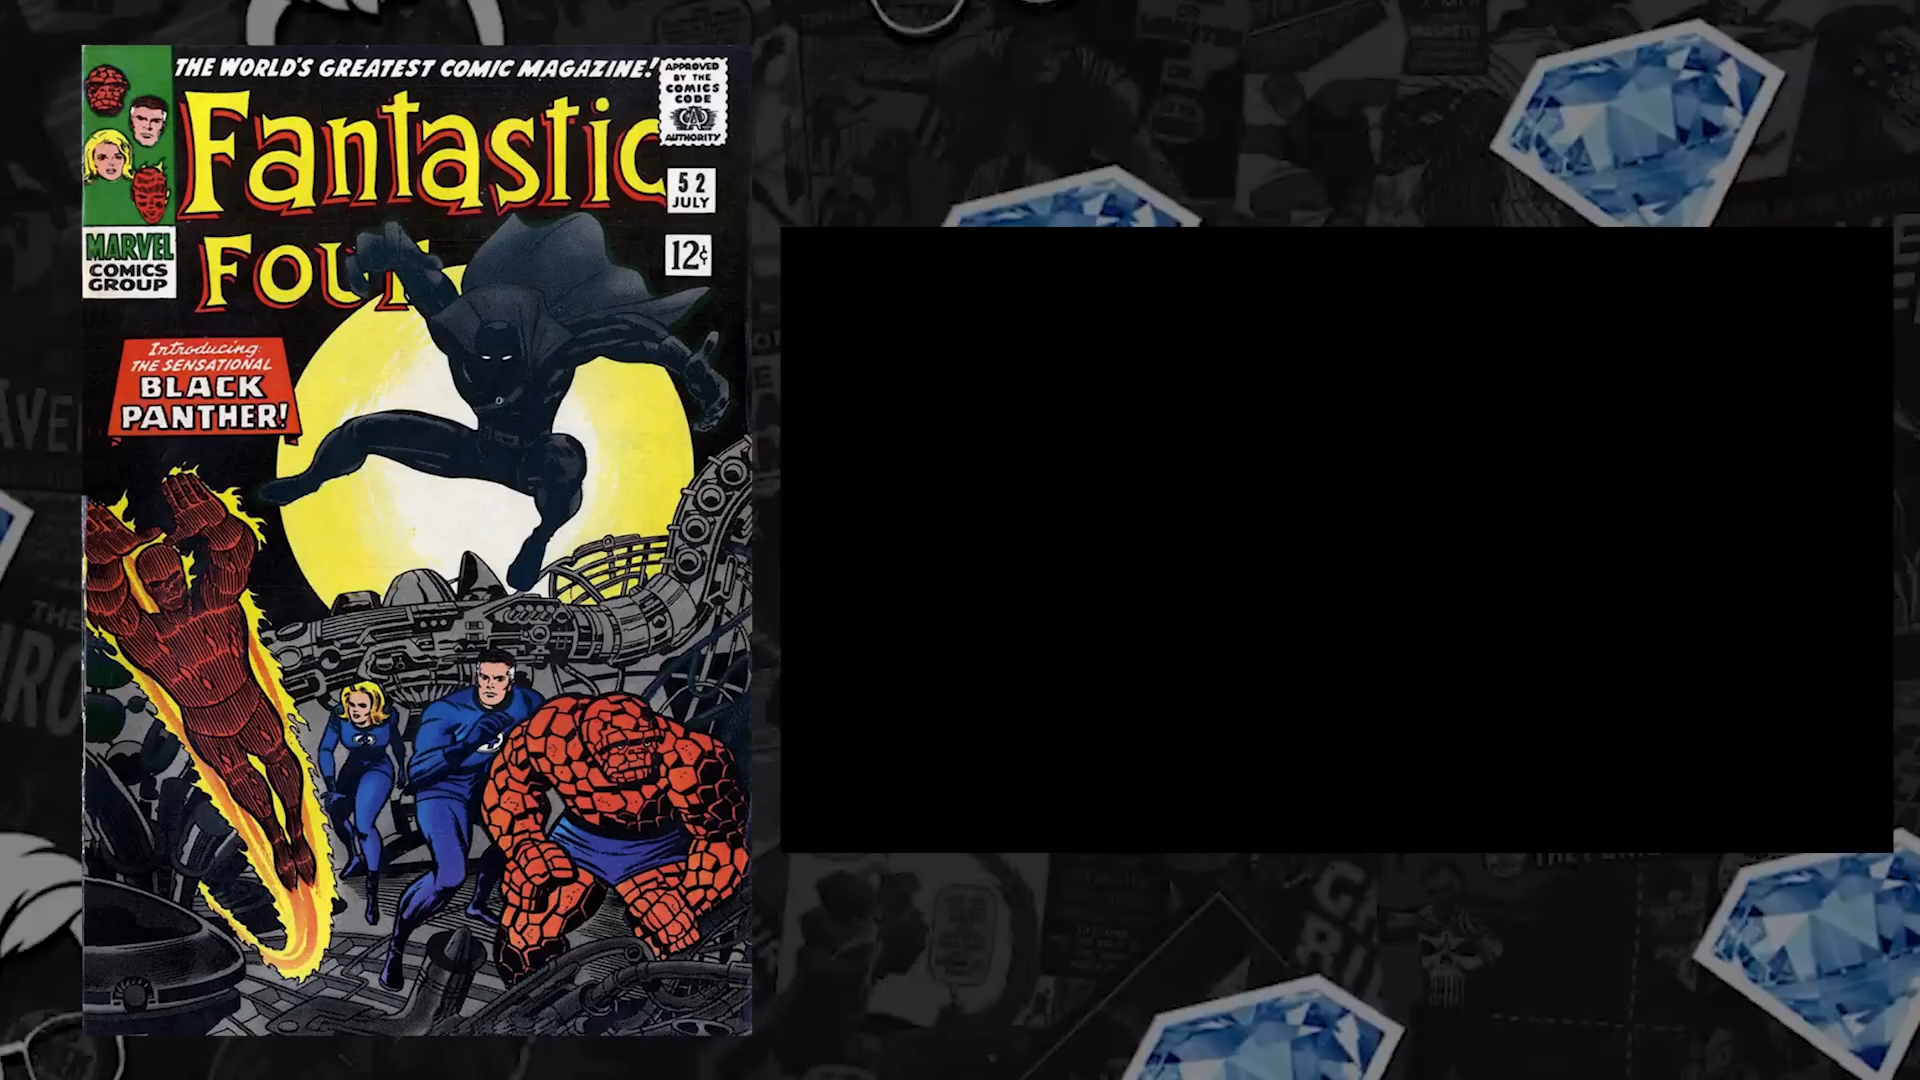 THE WORLD'S GREATEST COMIC MAGAZINE!
APPROVED
BY THE
COMICS
CODE
CA
AUTHORITY
Fantastic
Four
52
JULY
12¢
MARVEL
COMICS
GROUP
Introducing
THE SENSATIONAL
BLACK
PANTHER!